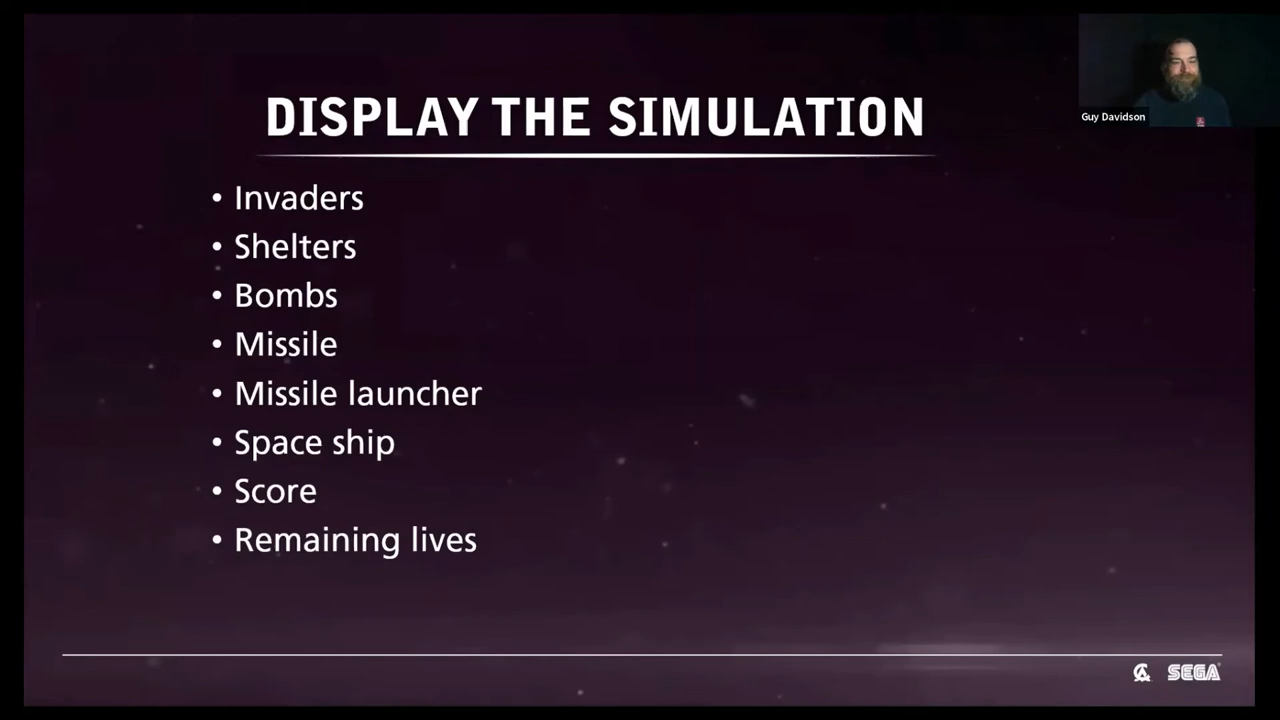 DISPLAY THE SIMULATION
Guy Davidson
• Invaders
• Shelters
• Bombs
• Missile
• Missile launcher
• Space ship
• Score
• Remaining lives
SEGA